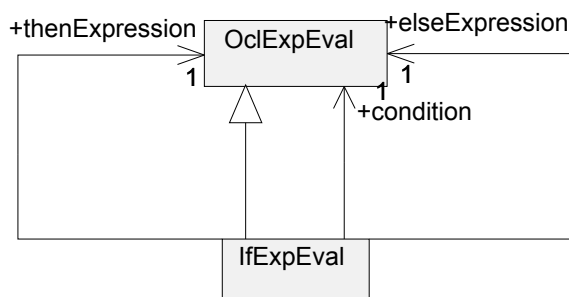 +thenExpression
OclExpEval
+elseExpression
1
1
1
+condition
IfExpEval